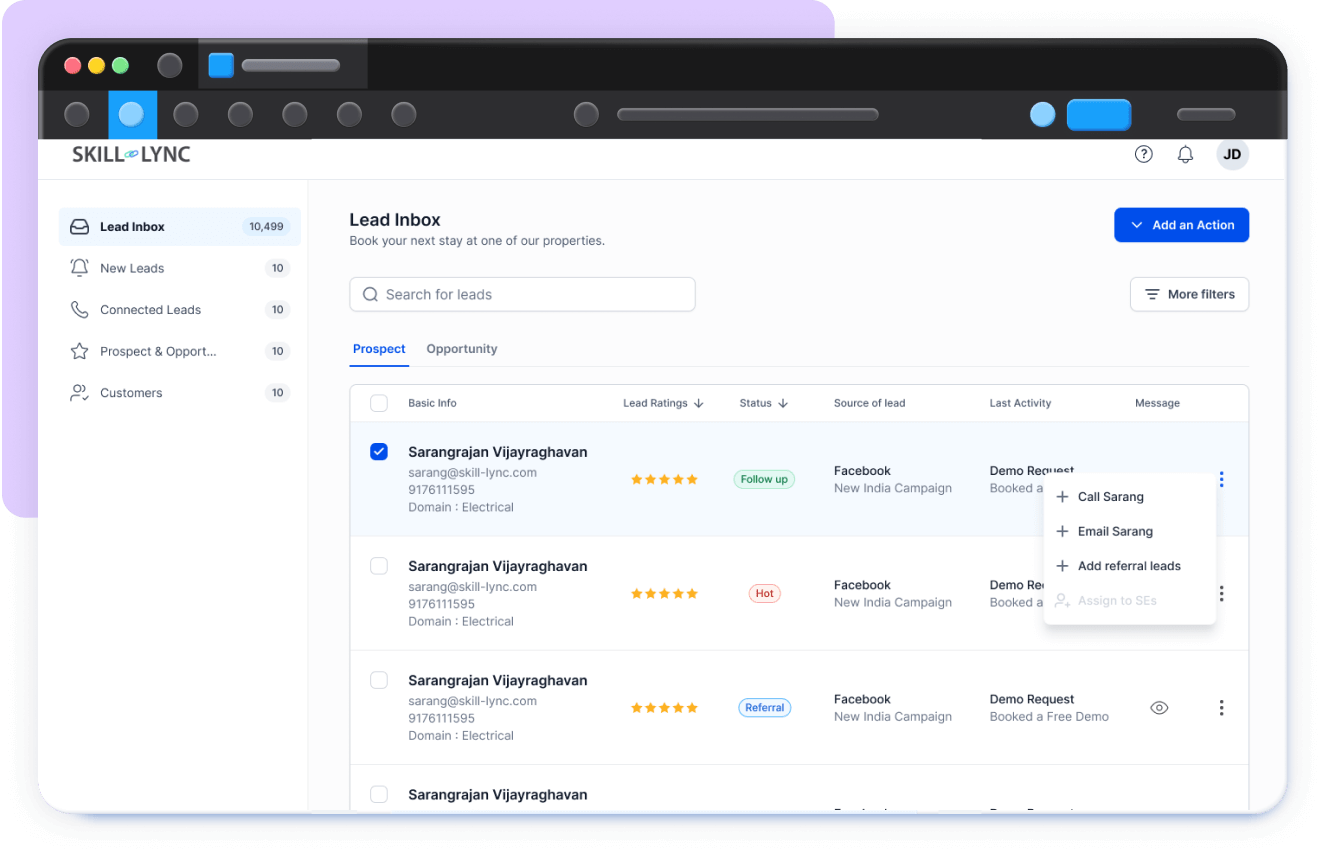 SKILL LYNC
JD
Lead Inbox 10,499
New Leads 10
Connected Leads 10
Prospect & Opport... 10
Customers 10
Lead Inbox
Book your next stay at one of our properties.
Add an Action
Search for leads
More filters
Prospect Opportunity
Basic Info Lead Ratings Status Source of lead Last Activity Message
Sarangrajan Vijayraghavan
sarang@skill-lync.com
9176111595
Domain : Electrical
Follow up
Facebook
New India Campaign
Demo Request
Booked a
Call Sarang
Email Sarang
Add referral leads
Assign to SEs
Sarangrajan Vijayraghavan
sarang@skill-lync.com
9176111595
Domain : Electrical
Hot
Facebook
New India Campaign
Demo
Booked a
Sarangrajan Vijayraghavan
sarang@skill-lync.com
9176111595
Domain : Electrical
Referral
Facebook
New India Campaign
Demo Request
Booked a Free Demo
Sarangrajan Vijayraghavan